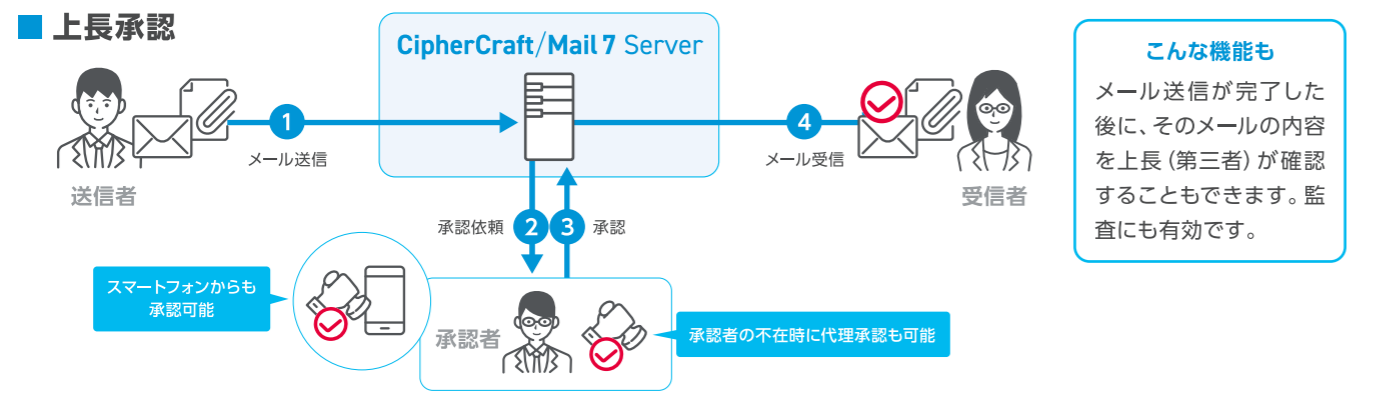 上長承認
CipherCraft/Mail 7 Server
1
メール送信
送信者
4
メール受信
受信者
承認依頼
2
3
承認
スマートフォンからも
承認可能
承認者
承認者の不在時に代理承認も可能
こんな機能も
メール送信が完了した
後に、そのメールの内容
を上長（第三者）が確認
することもできます。監
査にも有効です。